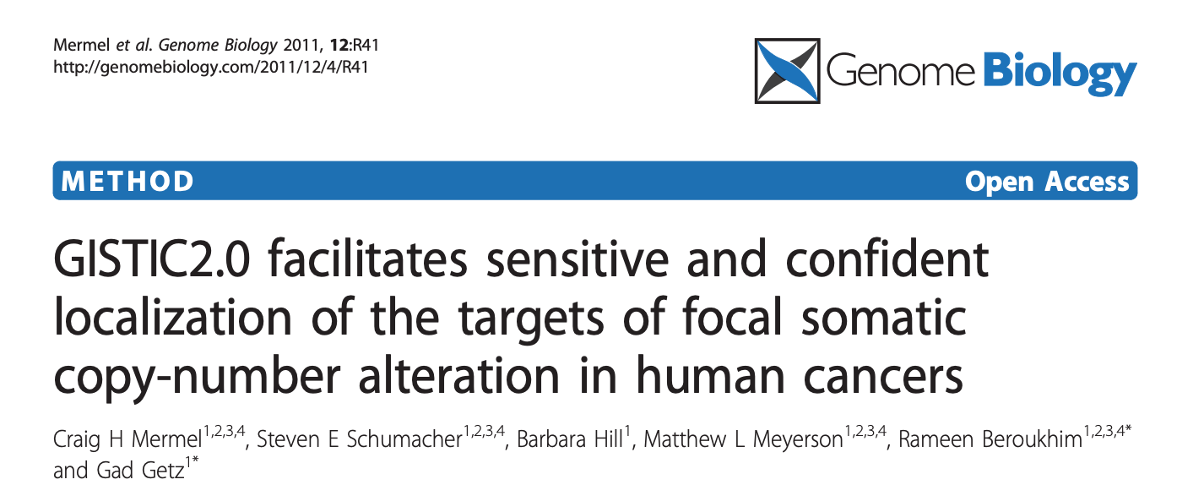 Mermel et al. Genome Biology 2011, 12:R41
http://genomebiology.com/2011/12/4/R41
Genome Biology
METHOD Open Access
GISTIC2.0 facilitates sensitive and confident
localization of the targets of focal somatic
copy-number alteration in human cancers
Craig H Mermel1,2,3,4, Steven E Schumacher1,2,3,4, Barbara Hill1, Matthew L Meyerson1,2,3,4, Rameen Beroukhim1,2,3,4*
and Gad Getz1*